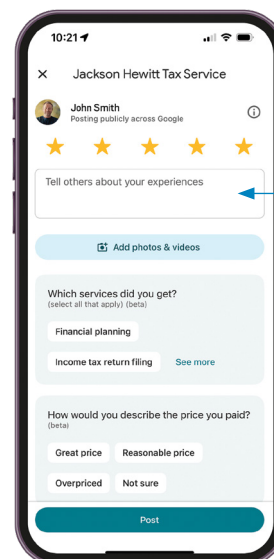 10:21
Jackson Hewitt Tax Service
John Smith
Posting publicly across Google
Tell others about your experiences
Add photos & videos
Which services did you get?
(select all that apply) (beta)
Financial planning
Income tax return filing See more
How would you describe the price you paid?
(beta)
Great price Reasonable price
Overpriced Not sure
Post